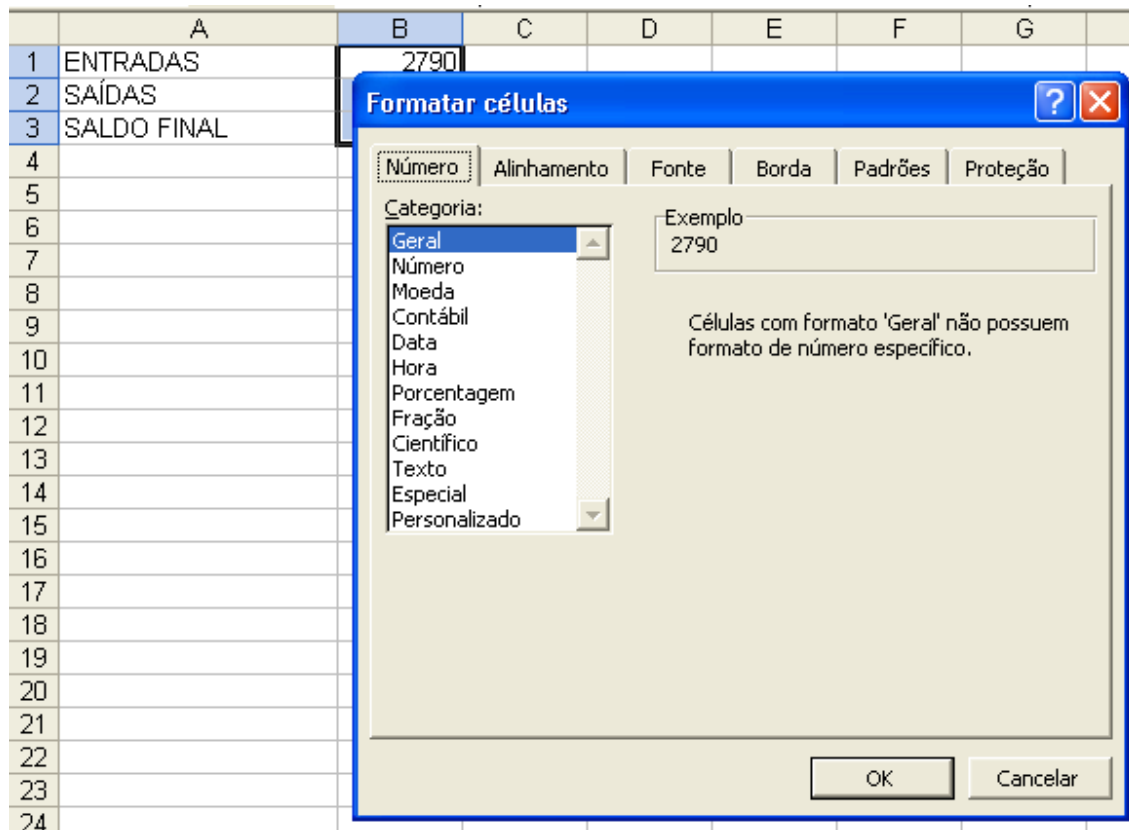 A B C D E F G
1 ENTRADAS 2790
2 SAÍDAS
3 SALDO FINAL
4
5
6
7
8
9
10
11
12
13
14
15
16
17
18
19
20
21
22
23
24
Formatar células
Número Alinhamento Fonte Borda Padrões Proteção
Categoria:
Geral
Número
Moeda
Contábil
Data
Hora
Porcentagem
Fração
Científico
Texto
Especial
Personalizado
Exemplo
2790
Células com formato 'Geral' não possuem
formato de número específico.
OK Cancelar